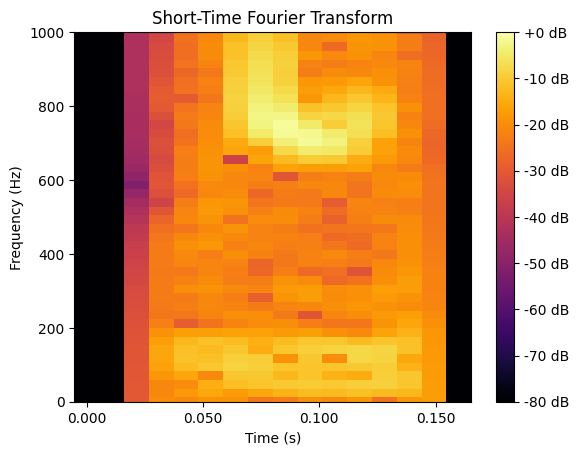 Short-Time Fourier Transform
1000
800
600
400
200
0
Frequency (Hz)
0.000
0.050
0.100
0.150
Time (s)
+0 dB
-10 dB
-20 dB
-30 dB
-40 dB
-50 dB
-60 dB
-70 dB
-80 dB